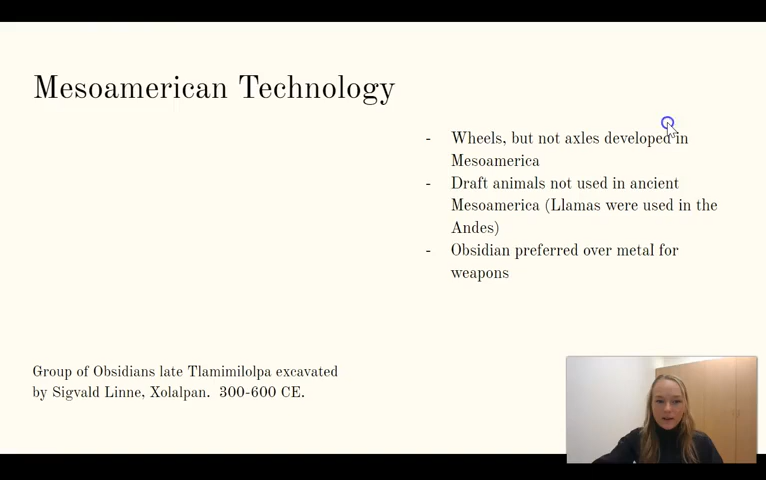 Mesoamerican Technology
- Wheels, but not axles developed in
Mesoamerica
- Draft animals not used in ancient
Mesoamerica (Llamas were used in the
Andes)
- Obsidian preferred over metal for
weapons
Group of Obsidians late Tlamimilolpa excavated
by Sigvald Linne, Xolalpan. 300-600 CE.